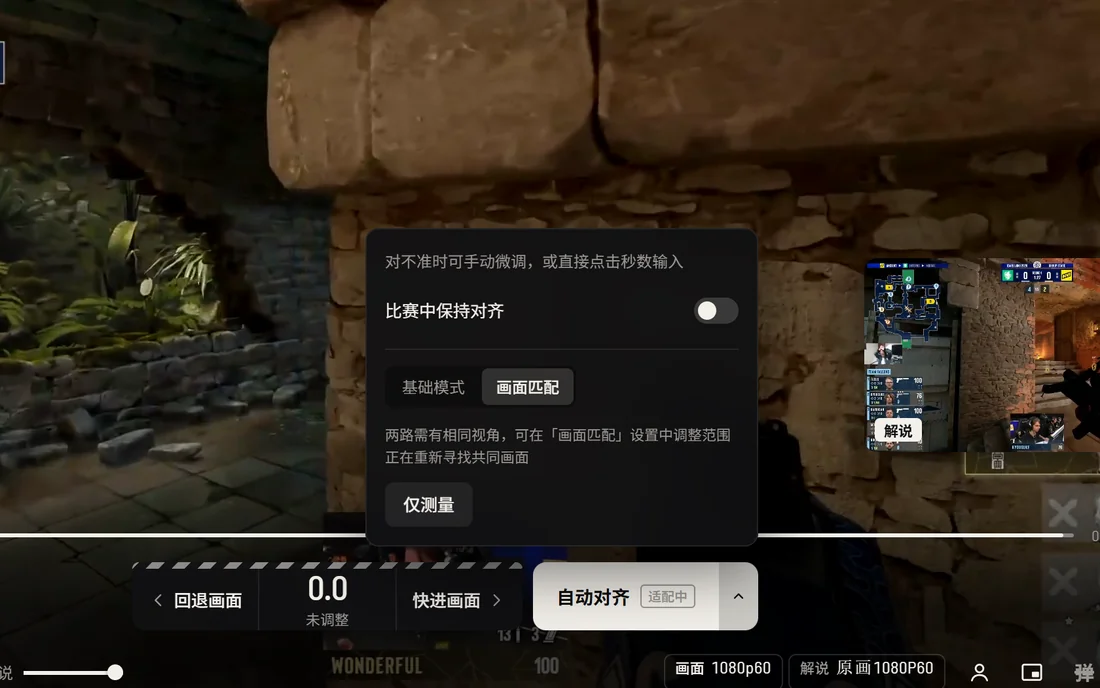 对不准时可手动微调，或直接点击秒数输入
比赛中保持对齐
基础模式
画面匹配
两路需有相同视角，可在「画面匹配」设置中调整范围
正在重新寻找共同画面
仅测量
解说
回退画面
0.0
未调整
快进画面
自动对齐
适配中
WONDERFUL
100
说
画面 1080p60
解说 原画1080P60
弹